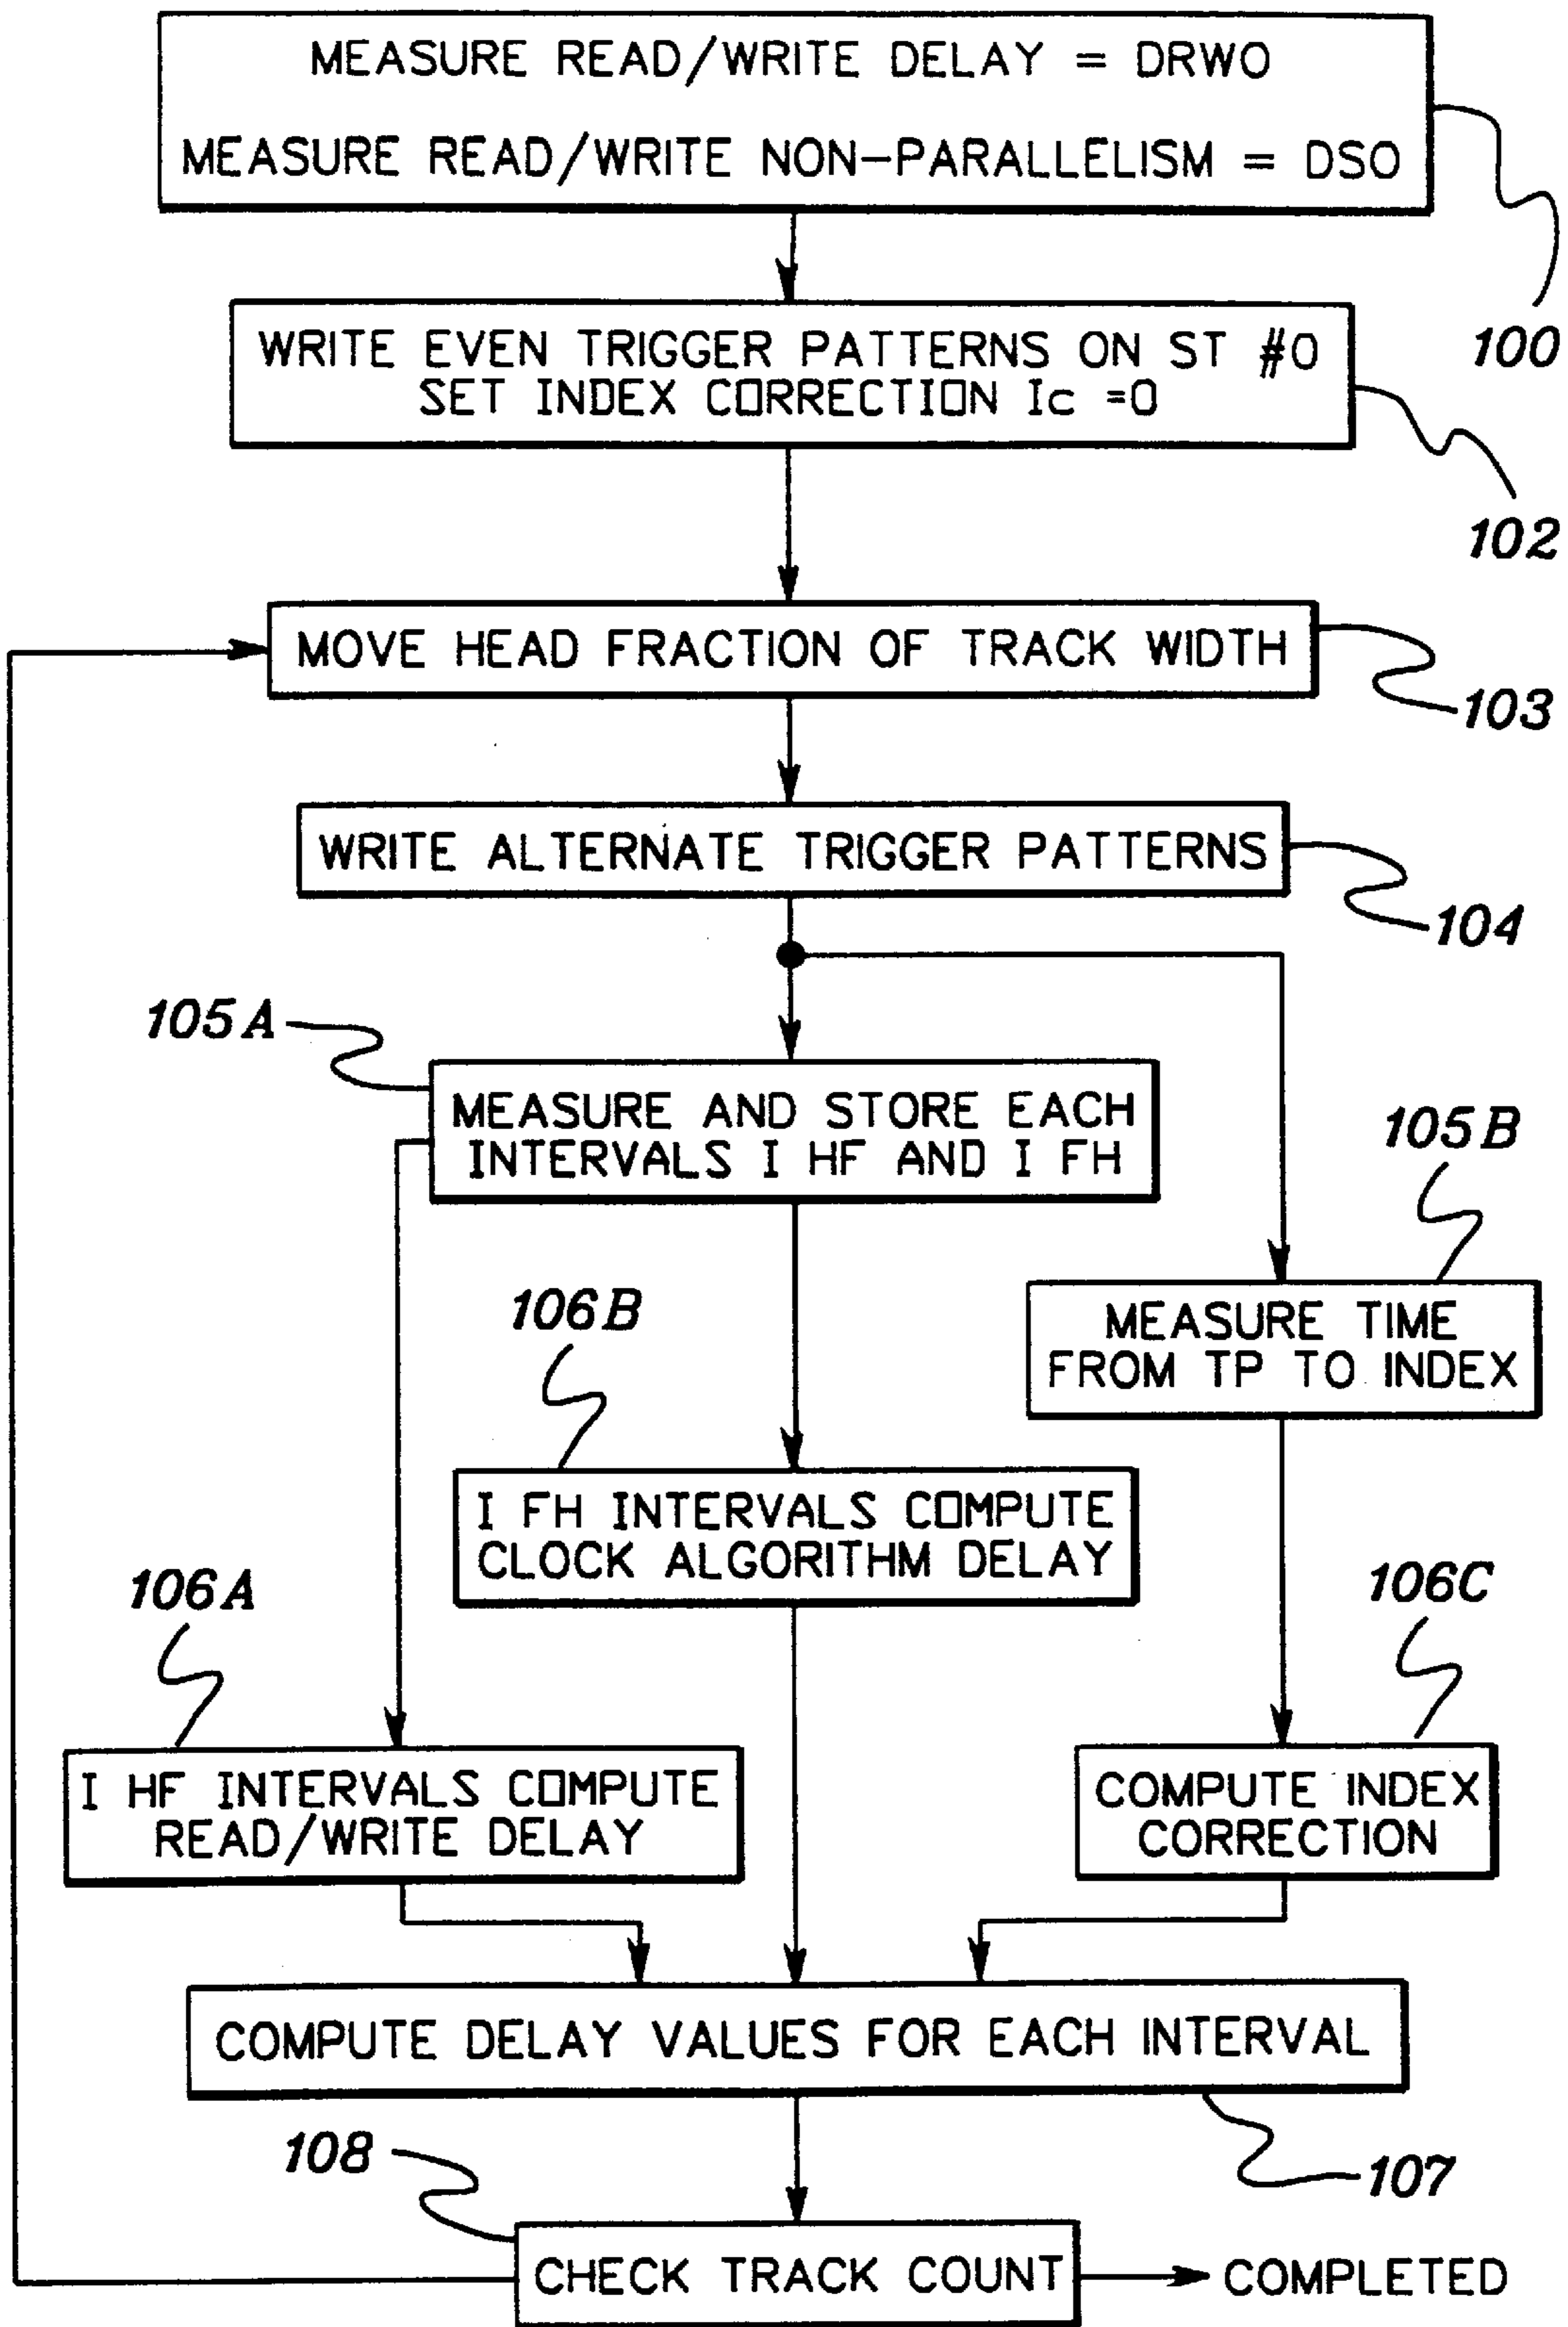 MEASURE READ/WRITE DELAY = DRWO
MEASURE READ/WRITE NON-PARALLELISM = DSO
100
WRITE EVEN TRIGGER PATTERNS ON ST #0
SET INDEX CORRECTION Ic =0
102
MOVE HEAD FRACTION OF TRACK WIDTH
103
WRITE ALTERNATE TRIGGER PATTERNS
104
105A
MEASURE AND STORE EACH
INTERVALS I HF AND I FH
105B
MEASURE TIME
FROM TP TO INDEX
106B
I FH INTERVALS COMPUTE
CLOCK ALGORITHM DELAY
106A
I HF INTERVALS COMPUTE
READ/WRITE DELAY
106C
COMPUTE INDEX
CORRECTION
COMPUTE DELAY VALUES FOR EACH INTERVAL
107
108
CHECK TRACK COUNT
COMPLETED